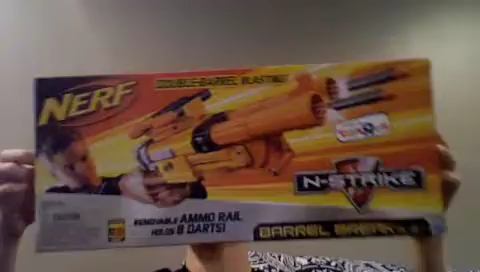 NERF
DOUBLE-BARREL BLASTING!
N-STRIKE
REMOVABLE AMMO RAIL
HOLDS 8 DARTS!
BARREL BREAK